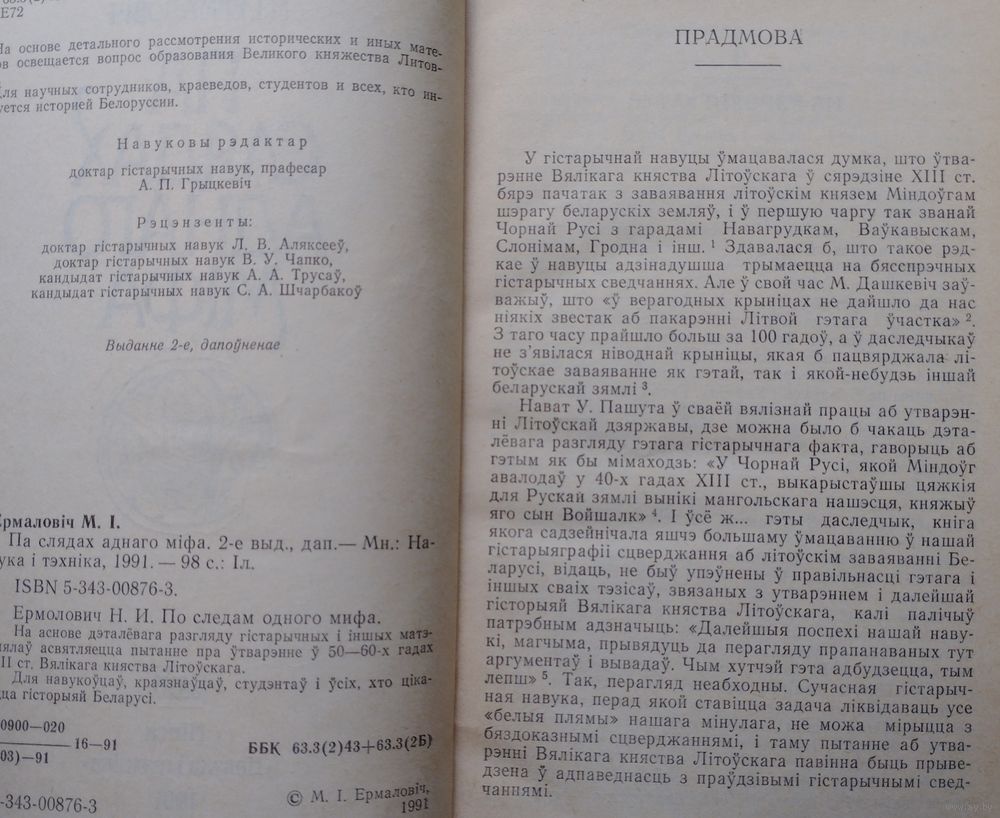 Е72
На основе детального рассмотрения исторических и иных мате-
ов освещается вопрос образования Великого княжества Литов-
Для научных сотрудников, краеведов, студентов и всех, кто ин-
уется историей Белоруссии.
Навуковы рэдактар
доктар гістарычных навук, прафесар
А. П. Грыцкевіч
Рэцэнзенты:
доктар гістарычных навук Л. В. Аляксееў,
доктар гістарычных навук В. У. Чапко,
кандыдат гістарычных навук А. А. Трусаў,
кандыдат гістарычных навук С. А. Шчарбакоў
Выданне 2-е, дапоўненае
Ермаловіч М. І.
Па слядах аднаго міфа. 2-е выд., дап.— Мн.: На-
ука і тэхніка, 1991. — 98 с.: Іл.
ISBN 5-343-00876-3.
Ермолович Н. И. По следам одного мифа.
На аснове дэталёвага разгляду гістарычных і іншых матэ-
ялаў асвятляецца пытанне пра ўтварэнне ў 50—60-х гадах
ІІ ст. Вялікага княства Літоўскага.
Для навукоўцаў, краязнаўцаў, студэнтаў і ўсіх, хто ціка-
цца гісторыяй Беларусі.
0900—020
16—91
03)—91
ББК 63.3(2)43+63.3(2Б)
-343-00876-3
© М. І. Ермаловіч,
1991
ПРАДМОВА
У гістарычнай навуцы ўмацавалася думка, што ўтва-
рэнне Вялікага княства Літоўскага ў сярэдзіне XIII ст.
бярэ пачатак з заваявання літоўскім князем Міндоўгам
шэрагу беларускіх земляў, і ў першую чаргу так званай
Чорнай Русі з гарадамі Навагрудкам, Ваўкавыскам,
Слонімам, Гродна і інш. 1 Здавалася б, што такое рэд-
кае ў навуцы адзінадушша трымаецца на бясспрэчных
гістарычных сведчаннях. Але ў свой час М. Дашкевіч заў-
важыў, што «ў верагодных крыніцах не дайшло да нас
ніякіх звестак аб пакарэнні Літвой гэтага ўчастка» 2.
З таго часу прайшло больш за 100 гадоў, а ў даследчыкаў
не з'явілася ніводнай крыніцы, якая б пацвярджала лі-
тоўскае заваяванне як гэтай, так і якой-небудзь іншай
беларускай зямлі 3.
Нават У. Пашута ў сваёй вялізнай працы аб утварэн-
ні Літоўскай дзяржавы, дзе можна было б чакаць дэта-
лёвага разгляду гэтага гістарычнага факта, гаворыць аб
гэтым як бы мімаходзь: «У Чорнай Русі, якой Міндоўг
авалодаў у 40-х гадах XIII ст., выкарыстаўшы цяжкія
для Рускай зямлі вынікі мангольскага нашэсця, княжыў
яго сын Войшалк» 4. І ўсё ж... гэты даследчык, кніга
якога садзейнічала яшчэ большаму ўмацаванню ў нашай
гістарыяграфіі сцверджання аб літоўскім заваяванні Бе-
ларусі, відаць, не быў упэўнены ў правільнасці гэтага і
іншых сваіх тэзісаў, звязаных з утварэннем і далейшай
гісторыяй Вялікага княства Літоўскага, калі палічыў
патрэбным адзначыць: «Далейшыя поспехі нашай наву-
кі, магчыма, прывядуць да перагляду прапанаваных тут
аргументаў і вывадаў. Чым хутчэй гэта адбудзецца, тым
лепш» 5. Так, перагляд неабходны. Сучасная гістарыч-
ная навука, перад якой ставіцца задача ліквідаваць усе
«белыя плямы» нашага мінулага, не можа мірыцца з
бяздоказнымі сцверджаннямі, і таму пытанне аб утва-
рэнні Вялікага княства Літоўскага павінна быць прыве-
дзена ў адпаведнасць з праўдзівымі гістарычнымі свед-
чаннямі.